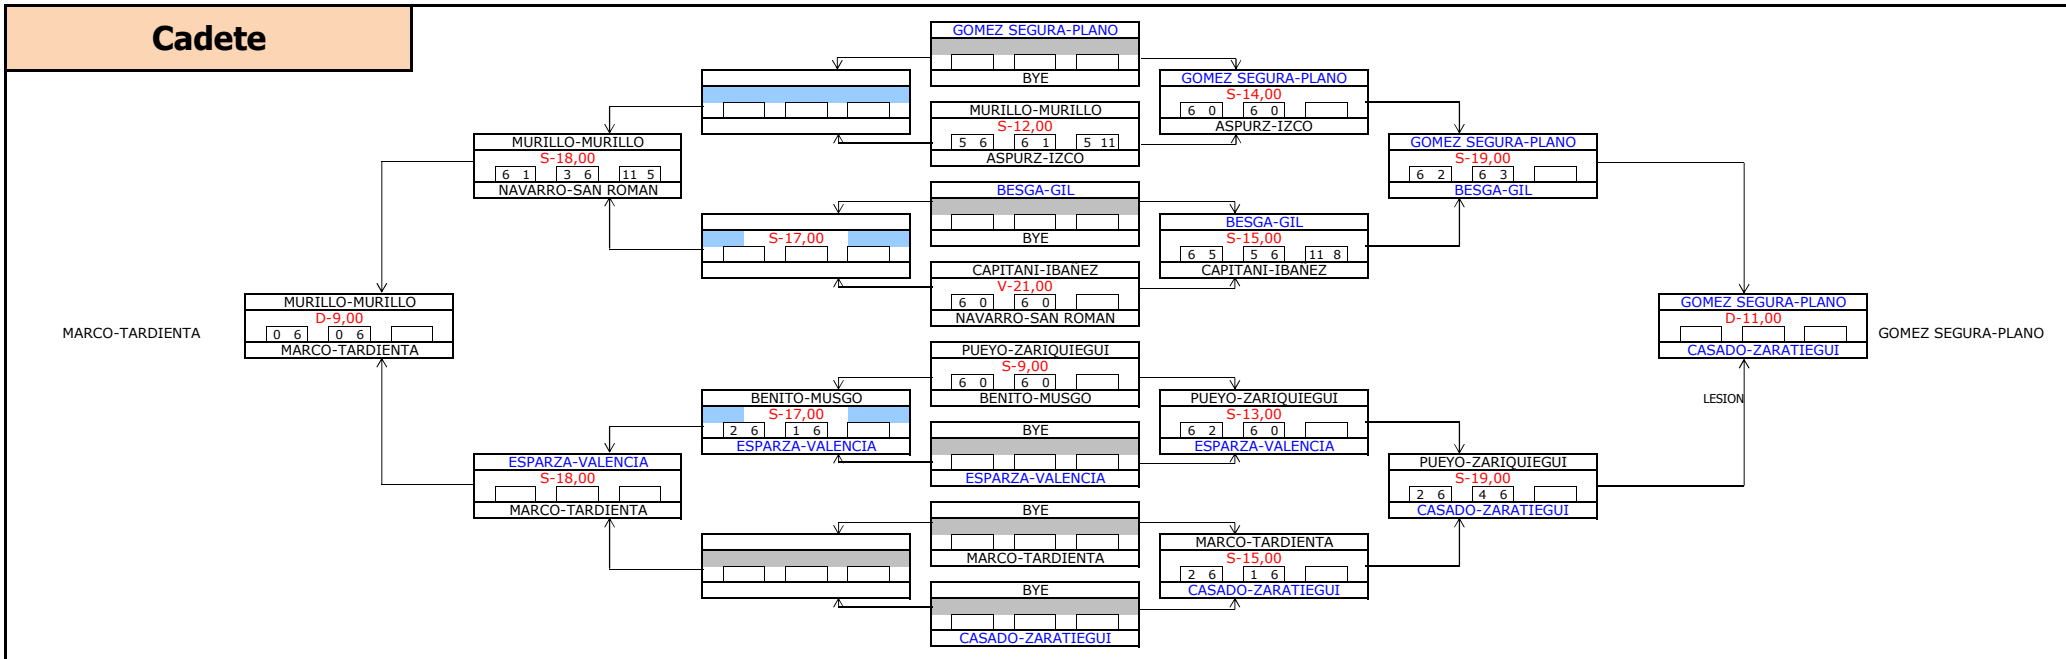 Cadete
MARCO-TARDIENTA
MURILLO-MURILLO
D-9,00
0 6 0 6
MARCO-TARDIENTA
MURILLO-MURILLO
S-18,00
6 1 3 6 11 5
NAVARRO-SAN ROMAN
ESPARZA-VALENCIA
S-18,00
MARCO-TARDIENTA
S-17,00
BENITO-MUSGO
S-17,00
2 6 1 6
ESPARZA-VALENCIA
GOMEZ SEGURA-PLANO
BYE
MURILLO-MURILLO
S-12,00
5 6 6 1 5 11
ASPURZ-IZCO
BESGA-GIL
BYE
CAPITANI-IBAÑEZ
V-21,00
6 0 6 0
NAVARRO-SAN ROMAN
PUEYO-ZARIQUIEGUI
S-9,00
6 0 6 0
BENITO-MUSGO
BYE
ESPARZA-VALENCIA
BYE
MARCO-TARDIENTA
BYE
CASADO-ZARATIEGUI
GOMEZ SEGURA-PLANO
S-14,00
6 0 6 0
ASPURZ-IZCO
BESGA-GIL
S-15,00
6 5 5 6 11 8
CAPITANI-IBAÑEZ
PUEYO-ZARIQUIEGUI
S-13,00
6 2 6 0
ESPARZA-VALENCIA
MARCO-TARDIENTA
S-15,00
2 6 1 6
CASADO-ZARATIEGUI
GOMEZ SEGURA-PLANO
S-19,00
6 2 6 3
BESGA-GIL
PUEYO-ZARIQUIEGUI
S-19,00
2 6 4 6
CASADO-ZARATIEGUI
GOMEZ SEGURA-PLANO
D-11,00
CASADO-ZARATIEGUI
LESION
GOMEZ SEGURA-PLANO